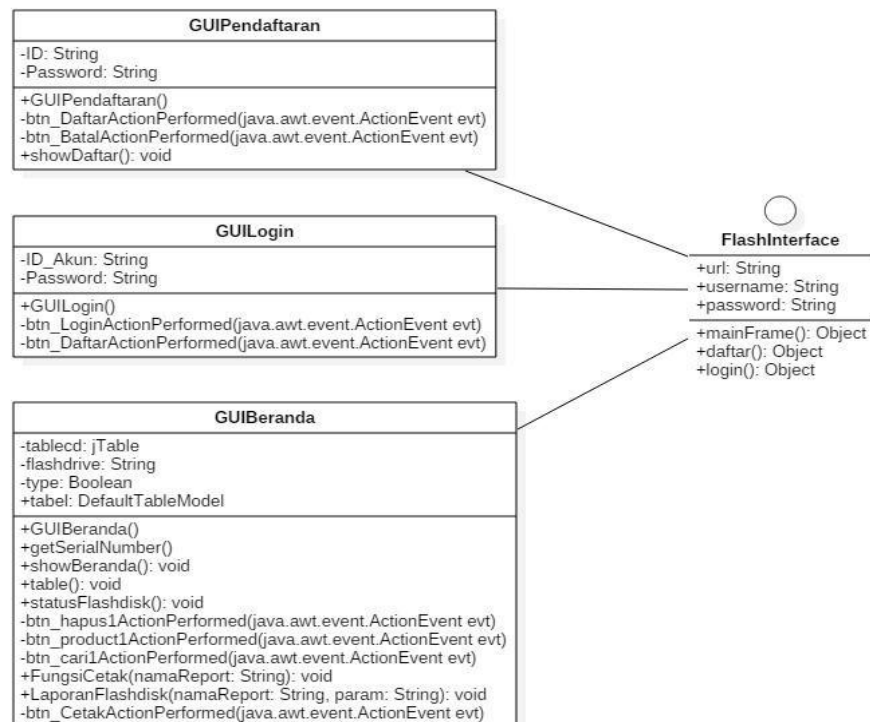 GUIPendaftaran
-ID: String
-Password: String
+GUIPendaftaran()
-btn_DaftarActionPerformed(java.awt.event.ActionEvent evt)
-btn_BatalActionPerformed(java.awt.event.ActionEvent evt)
+showDaftar(): void
GUILogin
-ID_Akun: String
-Password: String
+GUILogin()
-btn_LoginActionPerformed(java.awt.event.ActionEvent evt)
-btn_DaftarActionPerformed(java.awt.event.ActionEvent evt)
GUIBeranda
-tablecd: jTable
-flashdrive: String
-type: Boolean
+tabel: DefaultTableModel
+GUIBeranda()
+getSerialNumber()
+showBeranda(): void
+table(): void
+statusFlashdisk(): void
-btn_hapus1ActionPerformed(java.awt.event.ActionEvent evt)
-btn_product1ActionPerformed(java.awt.event.ActionEvent evt)
-btn_cari1ActionPerformed(java.awt.event.ActionEvent evt)
+FungsiCetak(namaReport: String): void
+LaporanFlashdisk(namaReport: String, param: String): void
-btn_CetakActionPerformed(java.awt.event.ActionEvent evt)
FlashInterface
+url: String
+username: String
+password: String
+mainFrame(): Object
+daftar(): Object
+login(): Object